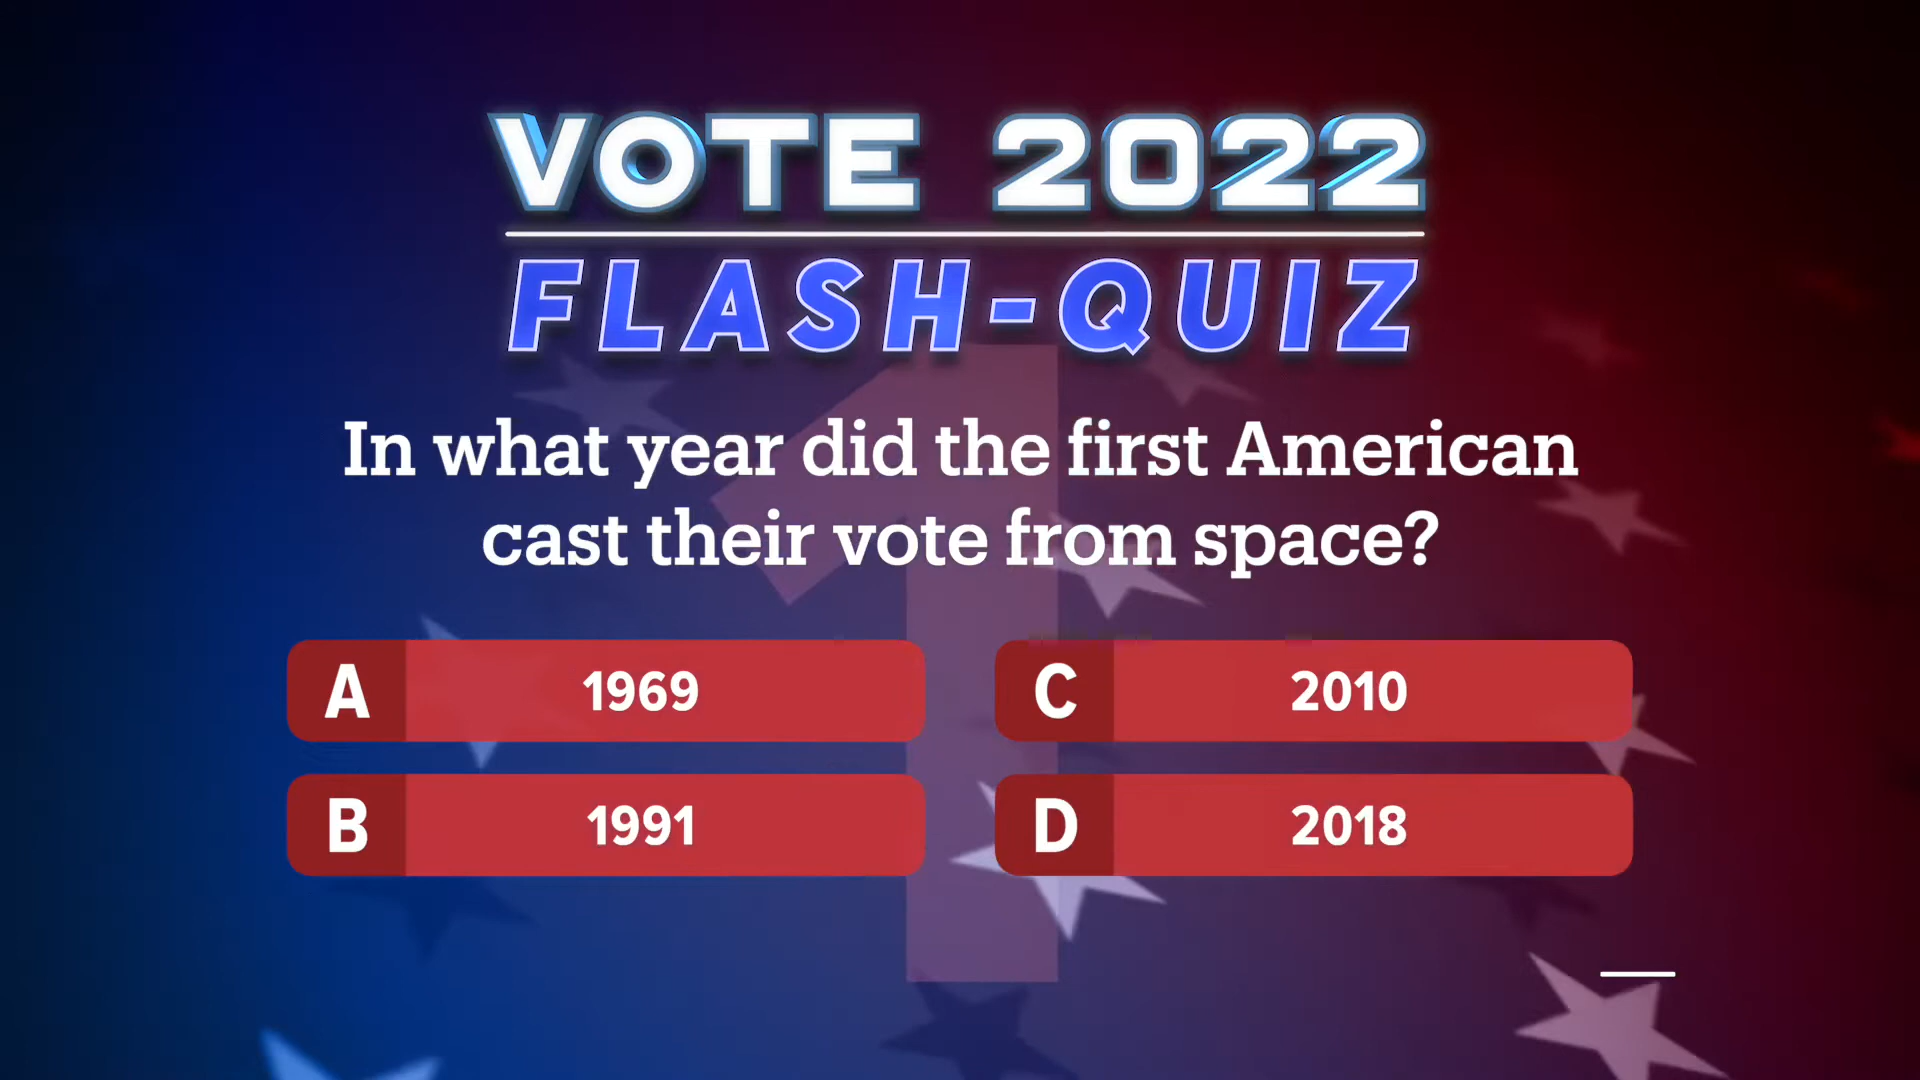 VOTE 2022
FLASH-QUIZ
1
In what year did the first American
cast their vote from space?
A 1969
B 1991
C 2010
D 2018